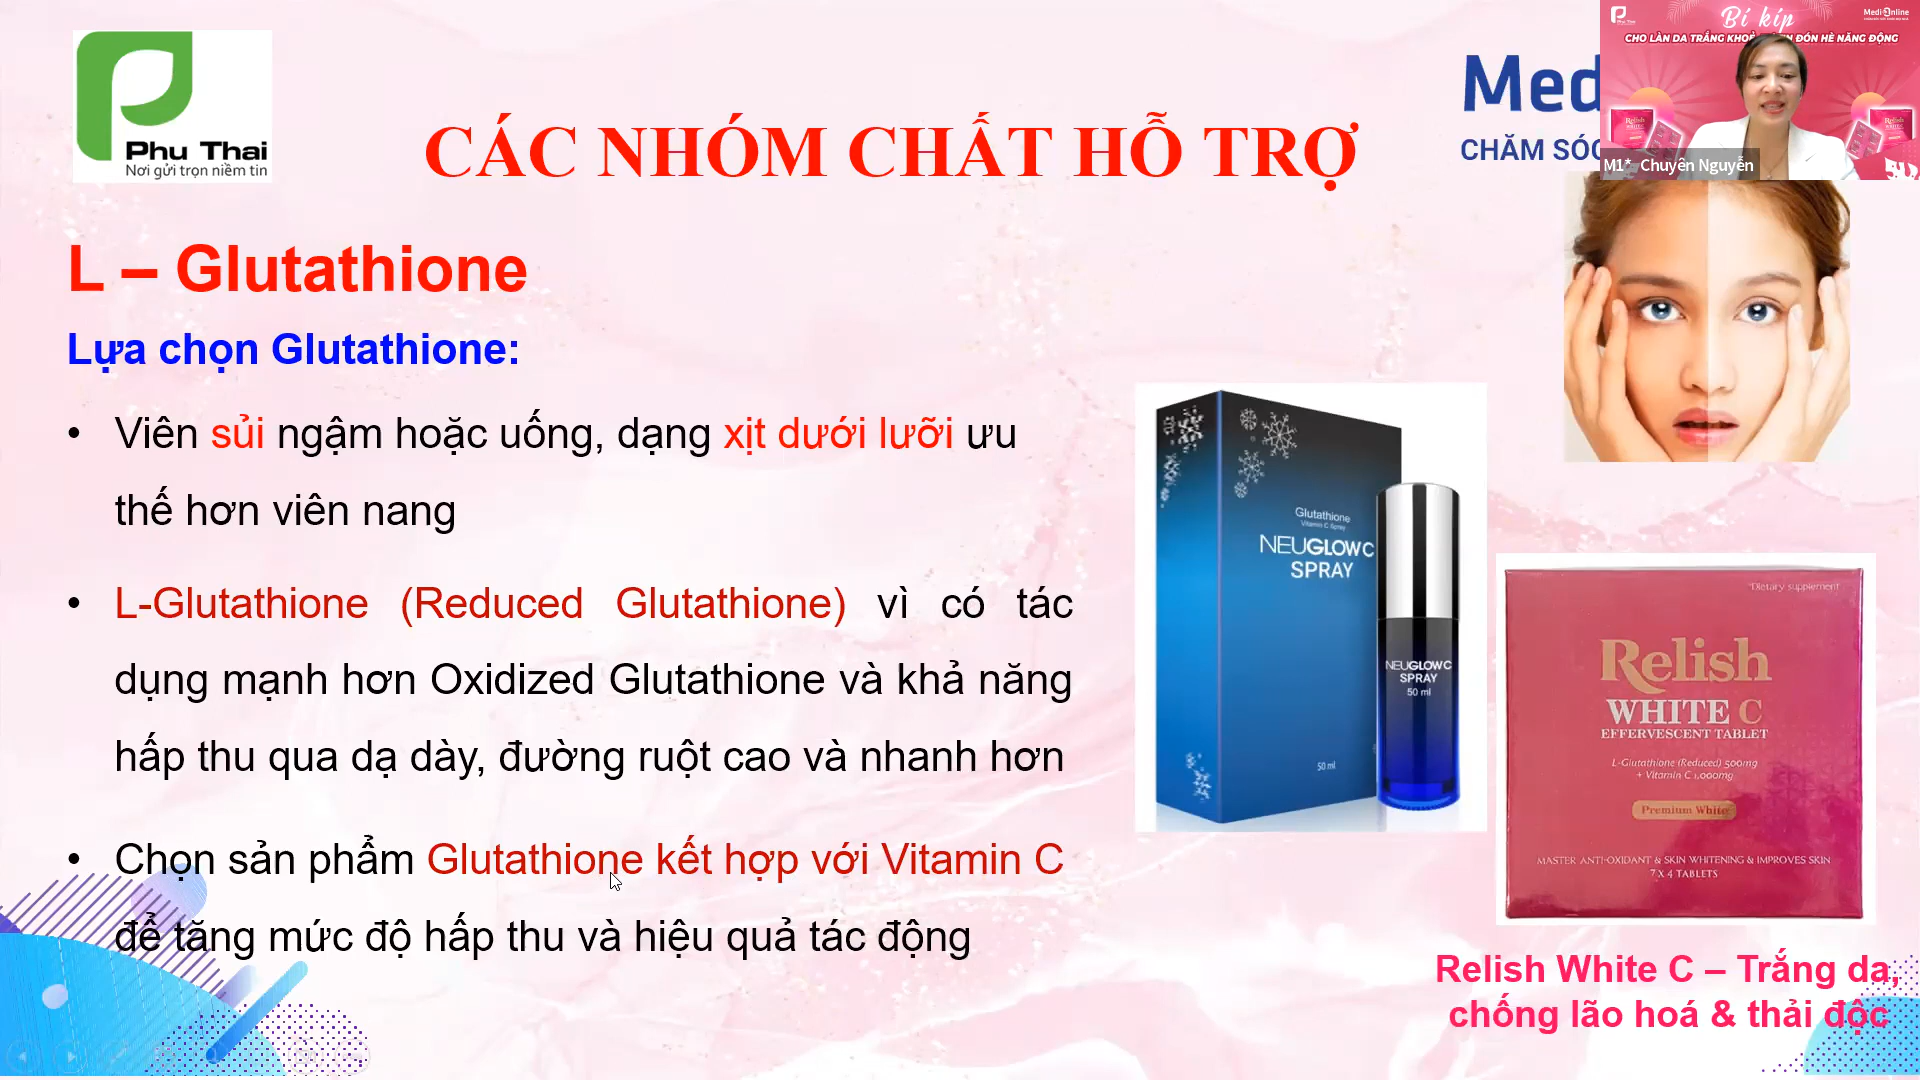 Phu Thai
Nơi gửi trọn niềm tin
CÁC NHÓM CHẤT HỖ TRỢ
Med
CHĂM SÓC
Bí kíp
CHO LÀN DA TRẮNG KHOẺ
ĐÓN HÈ NĂNG ĐỘNG
M1* Chuyên Nguyễn
L – Glutathione
Lựa chọn Glutathione:
• Viên sủi ngậm hoặc uống, dạng xịt dưới lưỡi ưu
thế hơn viên nang
• L-Glutathione (Reduced Glutathione) vì có tác
dụng mạnh hơn Oxidized Glutathione và khả năng
hấp thu qua dạ dày, đường ruột cao và nhanh hơn
• Chọn sản phẩm Glutathione kết hợp với Vitamin C
để tăng mức độ hấp thu và hiệu quả tác động
Glutathione
Vitamin C Spray
NEUGLOW C
SPRAY
50 ml
NEUGLOW C
SPRAY
50 ml
*Dietary supplement
Relish
WHITE C
EFFERVESCENT TABLET
L-Glutathione (Reduced) 500mg
+ Vitamin C 1,000mg
Premium White
MASTER ANTI-OXIDANT & SKIN WHITENING & IMPROVES SKIN
7 X 4 TABLETS
Relish White C – Trắng da,
chống lão hoá & thải độc